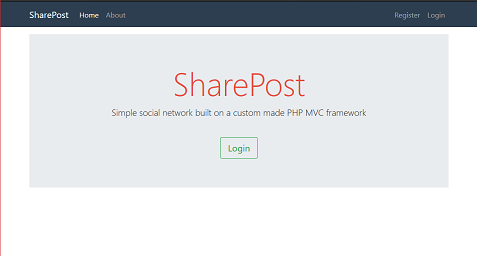 SharePost Home About Register Login
SharePost
Simple social network built on a custom made PHP MVC framework
Login